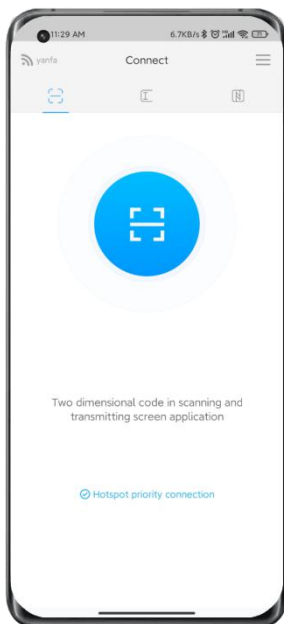 11:29 AM 6.7KB/s
yanfa Connect
Two dimensional code in scanning and
transmitting screen application
Hotspot priority connection